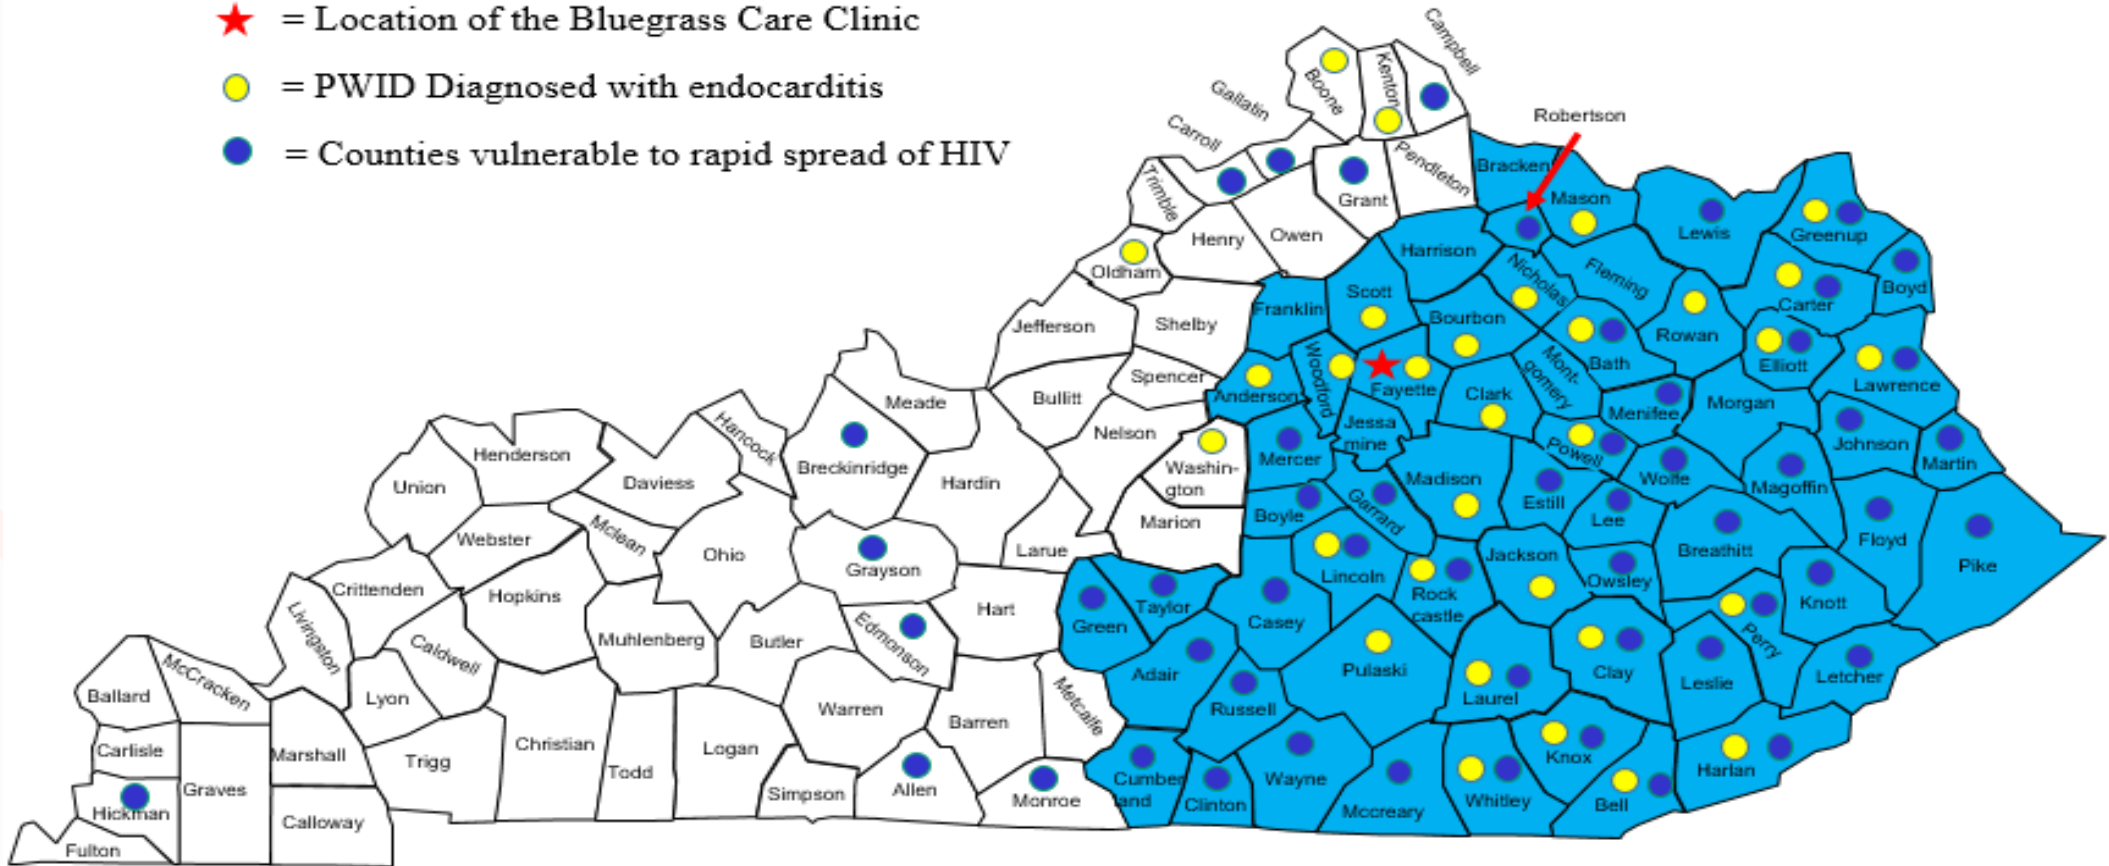 = Location of the Bluegrass Care Clinic
= PWID Diagnosed with endocarditis
= Counties vulnerable to rapid spread of HIV
Campbell
Kenton
Boone
Gallatin
Carroll
Robertson
Trimble
Grant
Pendleton
Bracken
Mason
Lewis
Greenup
Henry
Owen
Harrison
Oldham
Nicholas
Fleming
Carter
Boyd
Jefferson
Shelby
Franklin
Scott
Bourbon
Bath
Rowan
Elliott
Lawrence
Spencer
Anderson
Woodford
Fayette
Clark
Mont-
gomery
Menifee
Morgan
Johnson
Martin
Meade
Bullitt
Nelson
Hancock
Breckinridge
Hardin
Washin-
gton
Mercer
Jessa
mine
Madison
Powell
Wolfe
Magoffin
Henderson
Daviess
Union
Webster
Mclean
Ohio
Grayson
Larue
Marion
Boyle
Garrard
Estill
Lee
Breathitt
Floyd
Pike
Crittenden
Livingston
Hopkins
Muhlenberg
Butler
Edmonson
Hart
Green
Taylor
Casey
Lincoln
Rock
castle
Jackson
Owsley
Perry
Knott
Caldwell
Lyon
Ballard
McCracken
Warren
Barren
Metcalfe
Adair
Russell
Pulaski
Laurel
Clay
Leslie
Letcher
Carlisle
Marshall
Trigg
Christian
Todd
Logan
Simpson
Allen
Monroe
Cumber
land
Clinton
Wayne
Mccreary
Whitley
Knox
Bell
Harlan
Hickman
Graves
Calloway
Fulton